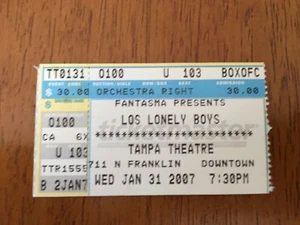 TT0131 0100 U 103 BOXOFC
$ 30.00 ORCHESTRA RIGHT 30.00
FANTASMA PRESENTS
0100 LOS LONELY BOYS
CA 6X
U 103 TAMPA THEATRE
TTR155 711 N FRANKLIN DOWNTOWN
B 2JAN7 WED JAN 31 2007 7:30PM